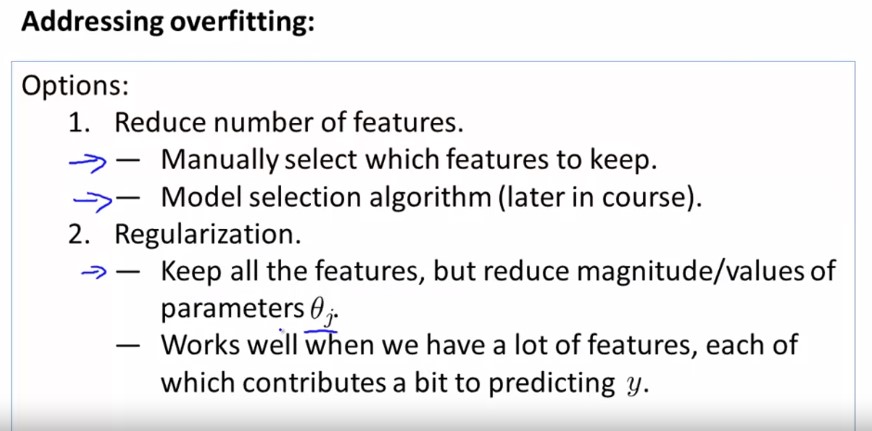 Addressing overfitting:
Options:
1. Reduce number of features.
— Manually select which features to keep.
— Model selection algorithm (later in course).
2. Regularization.
— Keep all the features, but reduce magnitude/values of
parameters θⱼ.
— Works well when we have a lot of features, each of
which contributes a bit to predicting y.